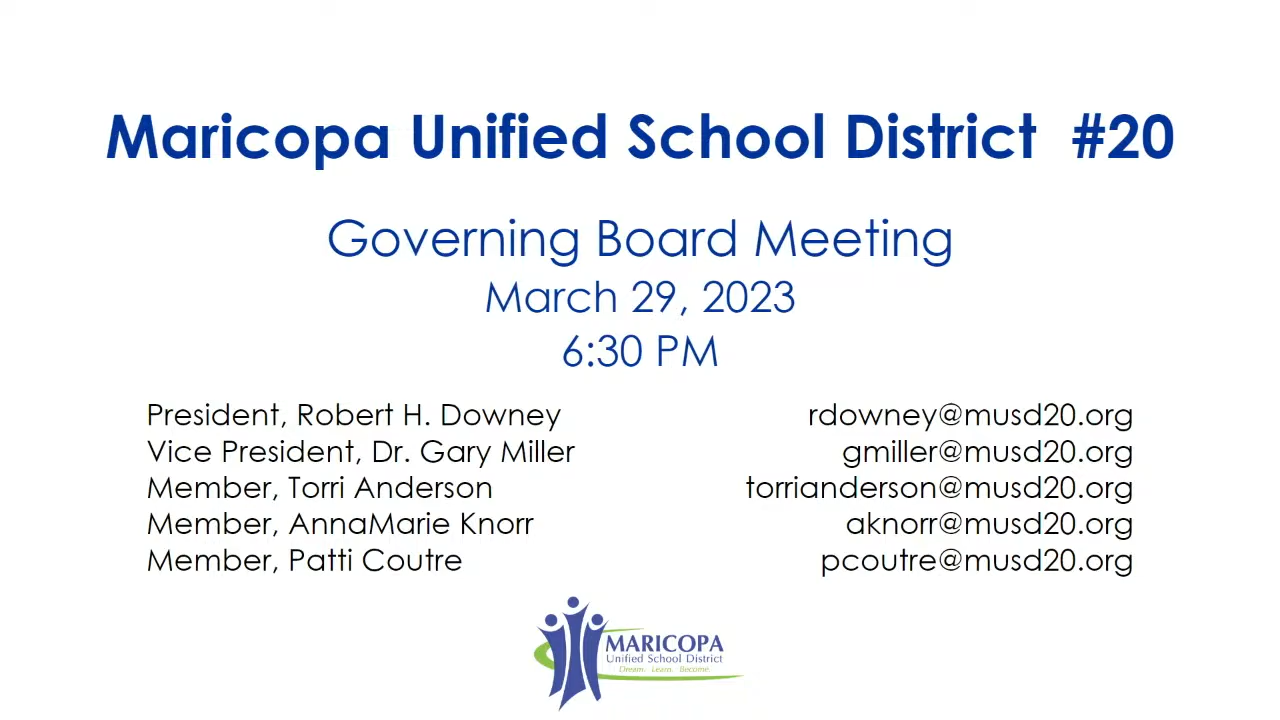 Maricopa Unified School District #20
Governing Board Meeting
March 29, 2023
6:30 PM
President, Robert H. Downey rdowney@musd20.org
Vice President, Dr. Gary Miller gmiller@musd20.org
Member, Torri Anderson torrianderson@musd20.org
Member, AnnaMarie Knorr aknorr@musd20.org
Member, Patti Coutre pcoutre@musd20.org
MARICOPA
Unified School District
Dream. Learn. Become.